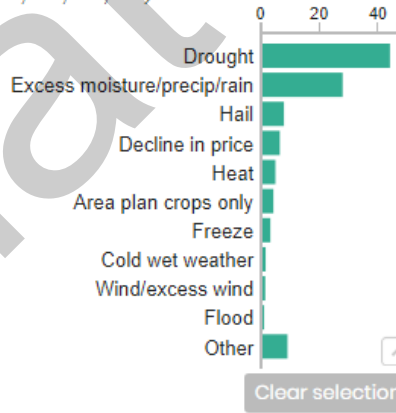 0 20 40
Drought
Excess moisture/precip/rain
Hail
Decline in price
Heat
Area plan crops only
Freeze
Cold wet weather
Wind/excess wind
Flood
Other
Clear selection